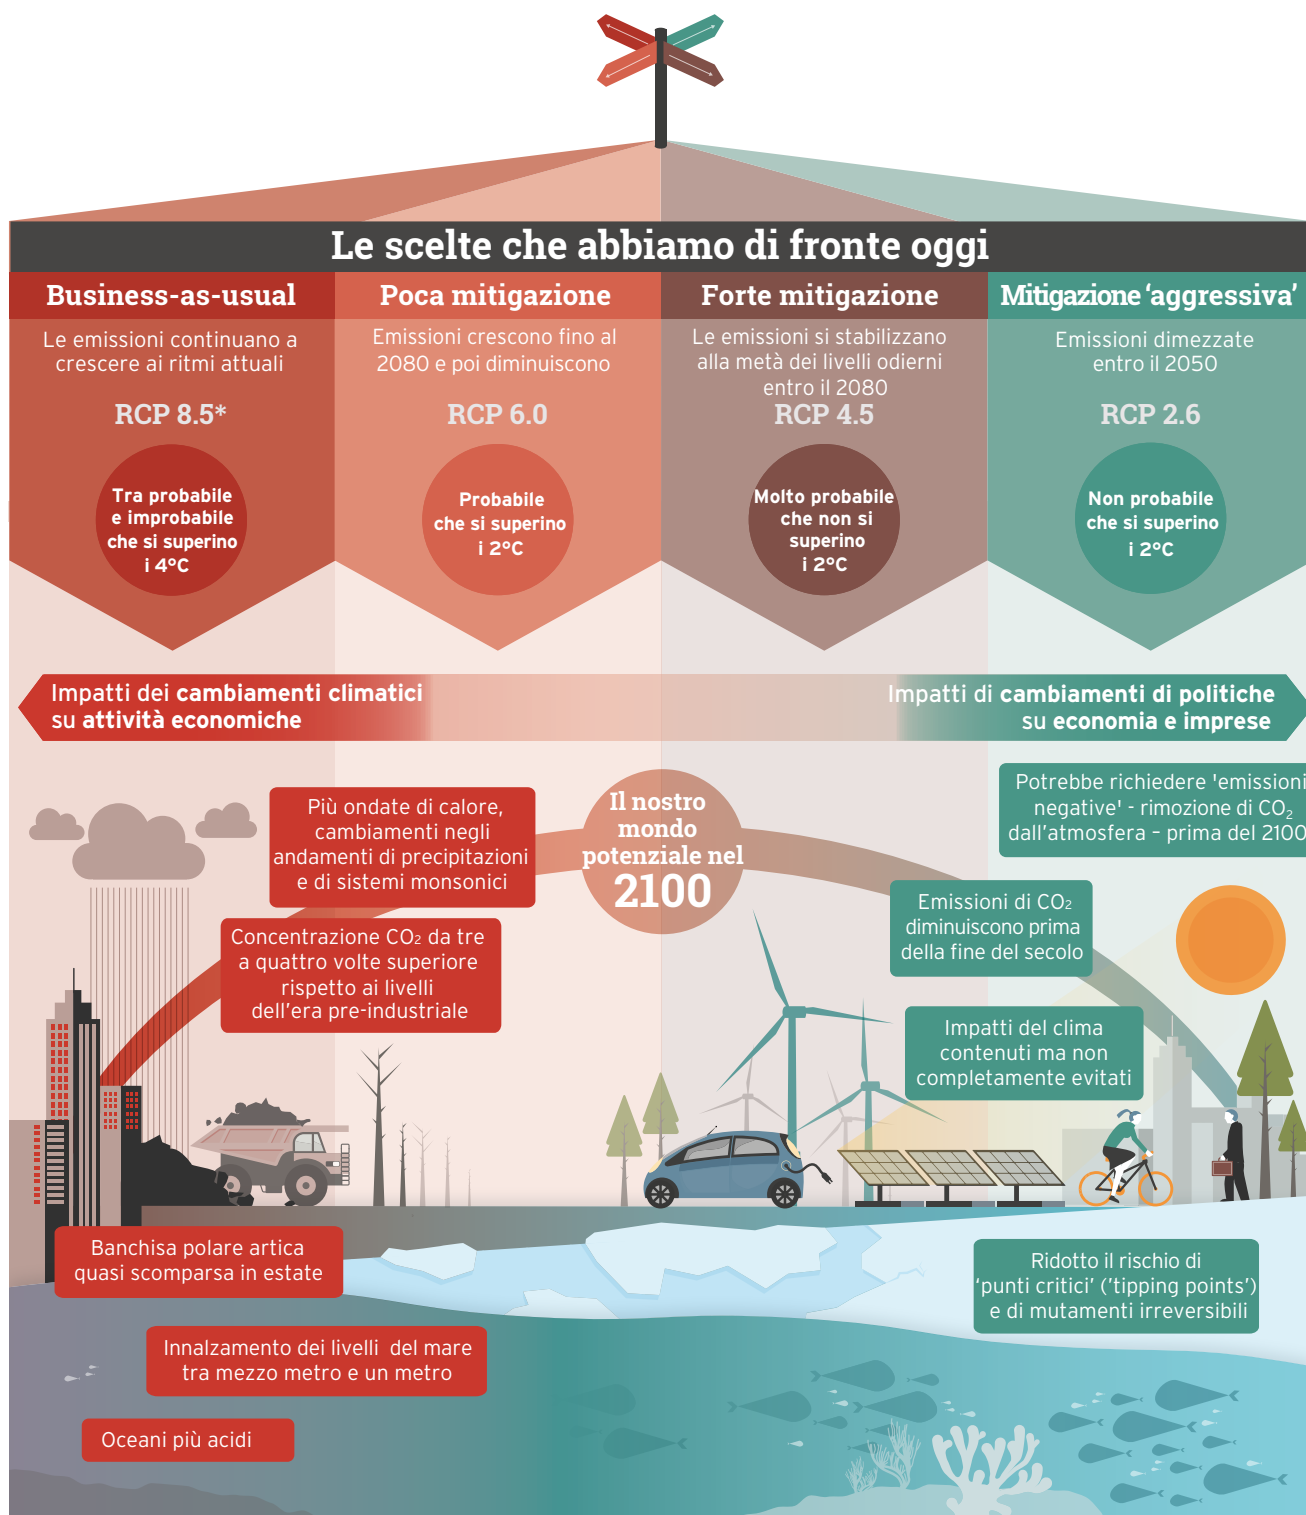 Le scelte che abbiamo di fronte oggi
Business-as-usual
Le emissioni continuano a
crescere ai ritmi attuali
RCP 8.5*
Tra probabile
e improbabile
che si superino
i 4°C
Poca mitigazione
Emissioni crescono fino al
2080 e poi diminuiscono
RCP 6.0
Probabile
che si superino
i 2°C
Forte mitigazione
Le emissioni si stabilizzano
alla metà dei livelli odierni
entro il 2080
RCP 4.5
Molto probabile
che non si
superino
i 2°C
Mitigazione ‘aggressiva’
Emissioni dimezzate
entro il 2050
RCP 2.6
Non probabile
che si superino
i 2°C
Impatti dei cambiamenti climatici
su attività economiche
Impatti di cambiamenti di politiche
su economia e imprese
Il nostro
mondo
potenziale nel
2100
Più ondate di calore,
cambiamenti negli
andamenti di precipitazioni
e di sistemi monsonici
Concentrazione CO₂ da tre
a quattro volte superiore
rispetto ai livelli
dell’era pre-industriale
Potrebbe richiedere 'emissioni
negative' - rimozione di CO₂
dall’atmosfera – prima del 2100
Emissioni di CO₂
diminuiscono prima
della fine del secolo
Impatti del clima
contenuti ma non
completamente evitati
Banchisa polare artica
quasi scomparsa in estate
Innalzamento dei livelli del mare
tra mezzo metro e un metro
Oceani più acidi
Ridotto il rischio di
‘punti critici’ (’tipping points’)
e di mutamenti irreversibili